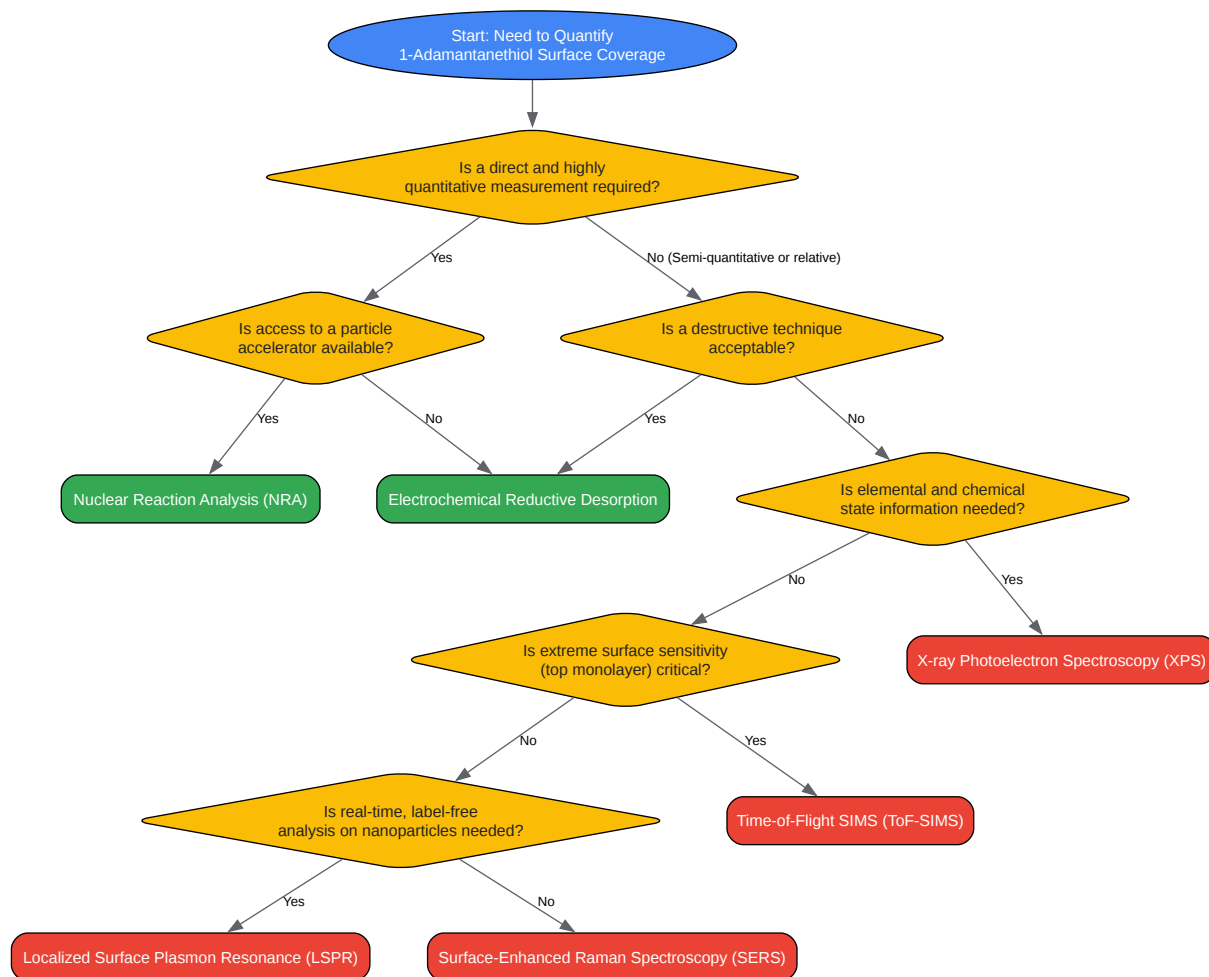 Start: Need to Quantify
1-Adamantanethiol Surface Coverage
Is a direct and highly
quantitative measurement required?
Yes
No (Semi-quantitative or relative)
Is access to a particle
accelerator available?
Is a destructive technique
acceptable?
Yes
No
Yes
No
Nuclear Reaction Analysis (NRA)
Electrochemical Reductive Desorption
Is elemental and chemical
state information needed?
No
Yes
Is extreme surface sensitivity
(top monolayer) critical?
X-ray Photoelectron Spectroscopy (XPS)
No
Yes
Is real-time, label-free
analysis on nanoparticles needed?
Time-of-Flight SIMS (ToF-SIMS)
Yes
No
Localized Surface Plasmon Resonance (LSPR)
Surface-Enhanced Raman Spectroscopy (SERS)